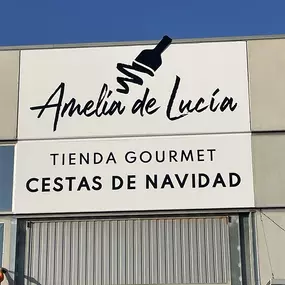 Amelia de Lucía
TIENDA GOURMET
CESTAS DE NAVIDAD